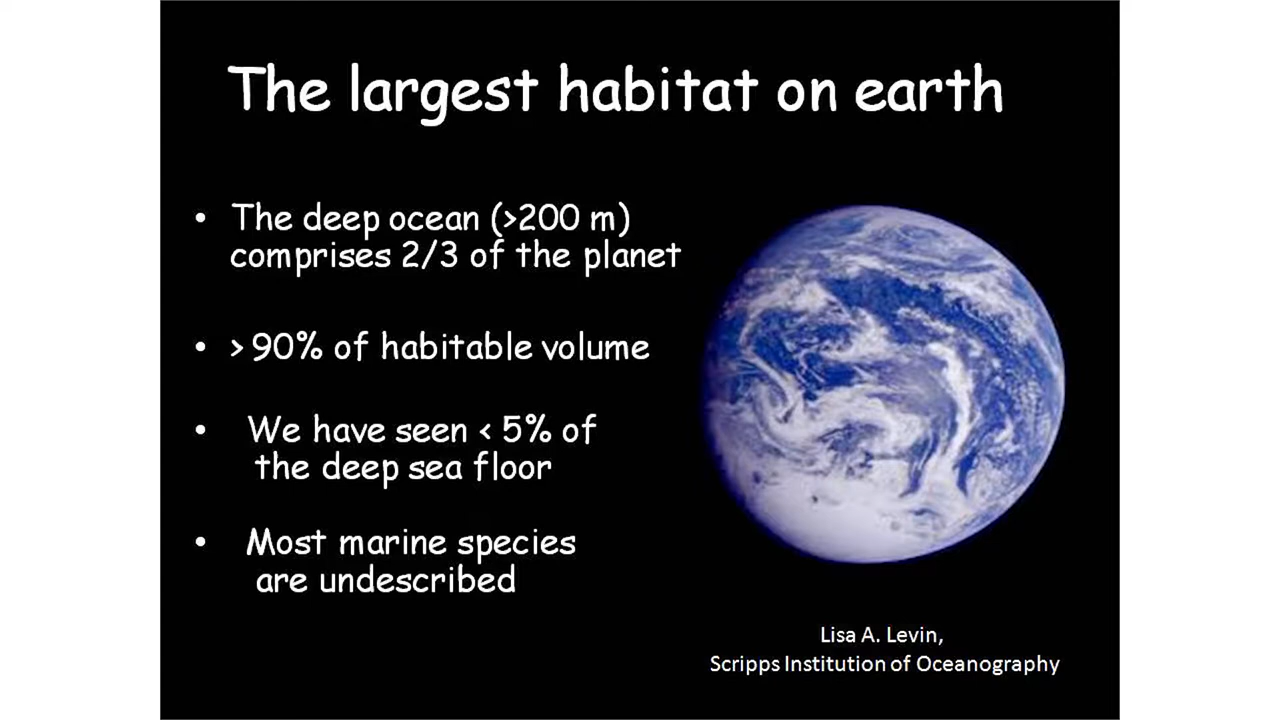 The largest habitat on earth
• The deep ocean (>200 m)
comprises 2/3 of the planet
• > 90% of habitable volume
• We have seen < 5% of
the deep sea floor
• Most marine species
are undescribed
Lisa A. Levin,
Scripps Institution of Oceanography